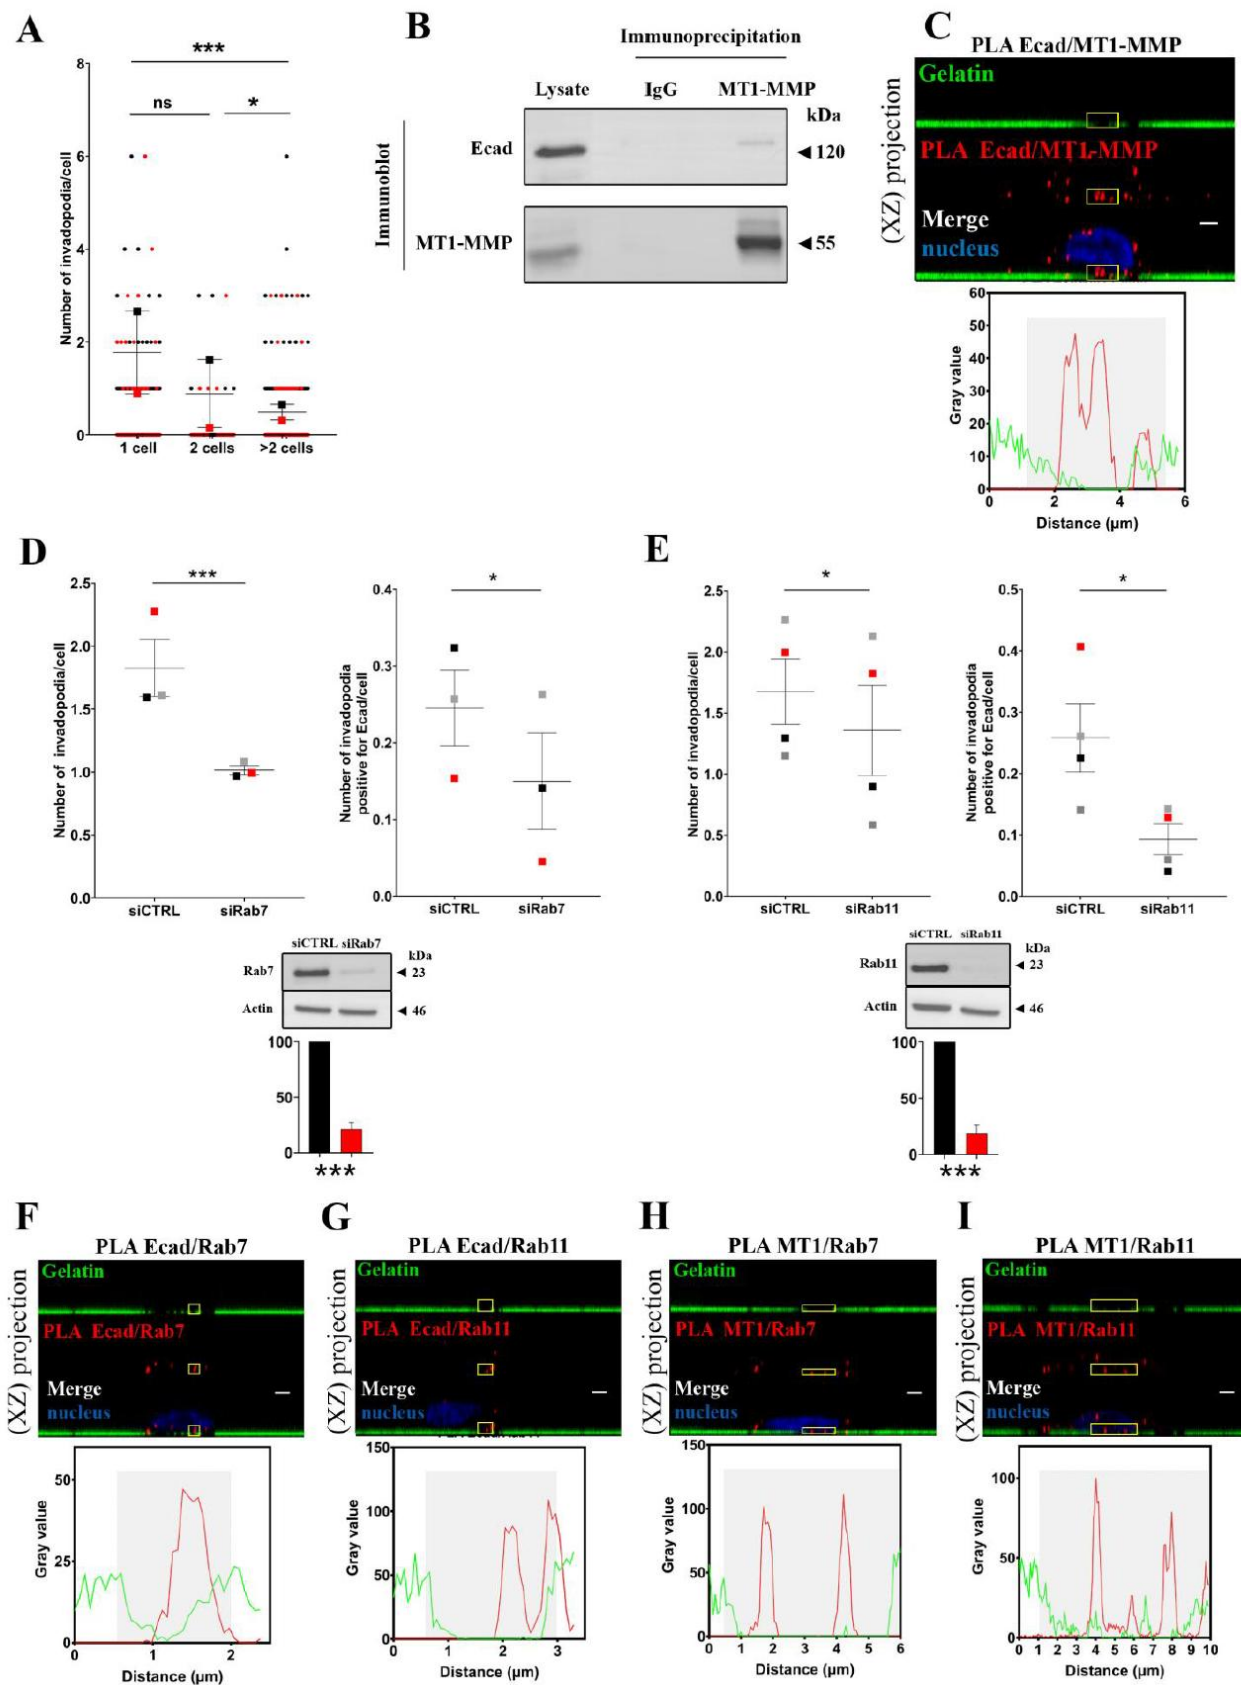 A
***
ns
*
Number of invadopodia/cell
8
6
4
2
0
1 cell
2 cells
>2 cells
B
Immunoprecipitation
Lysate
IgG
MT1-MMP
kDa
Immunoblot
Ecad
◄120
MT1-MMP
◄55
C
PLA Ecad/MT1-MMP
(XZ) projection
Gelatin
PLA Ecad/MT1-MMP
Merge
nucleus
Gray value
60
50
40
30
20
10
0
0 2 4 6
Distance (µm)
D
***
Number of invadopodia/cell
2.5
2.0
1.5
1.0
0.5
0.0
siCTRL siRab7
*
Number of invadopodia
positive for Ecad/cell
0.4
0.3
0.2
0.1
0.0
siCTRL siRab7
siCTRL siRab7
kDa
Rab7
◄ 23
Actin
◄ 46
100
50
0
***
E
*
Number of invadopodia/cell
2.5
2.0
1.5
1.0
0.5
0.0
siCTRL siRab11
*
Number of invadopodia
positive for Ecad/cell
0.5
0.4
0.3
0.2
0.1
0.0
siCTRL siRab11
siCTRL siRab11
kDa
Rab11
◄ 23
Actin
◄ 46
100
50
0
***
F
PLA Ecad/Rab7
(XZ) projection
Gelatin
PLA Ecad/Rab7
Merge
nucleus
Gray value
50
25
0
1 2
Distance (µm)
G
PLA Ecad/Rab11
(XZ) projection
Gelatin
PLA Ecad/Rab11
Merge
nucleus
PLA Ecad/Rab11
Gray value
150
100
50
0
0 1 2 3
Distance (µm)
H
PLA MT1/Rab7
(XZ) projection
Gelatin
PLA MT1/Rab7
Merge
nucleus
Gray value
150
100
50
0
0 1 2 3 4 5 6
Distance (µm)
I
PLA MT1/Rab11
(XZ) projection
Gelatin
PLA MT1/Rab11
Merge
nucleus
Gray value
100
50
0
0 1 2 3 4 5 6 7 8 9 10
Distance (µm)